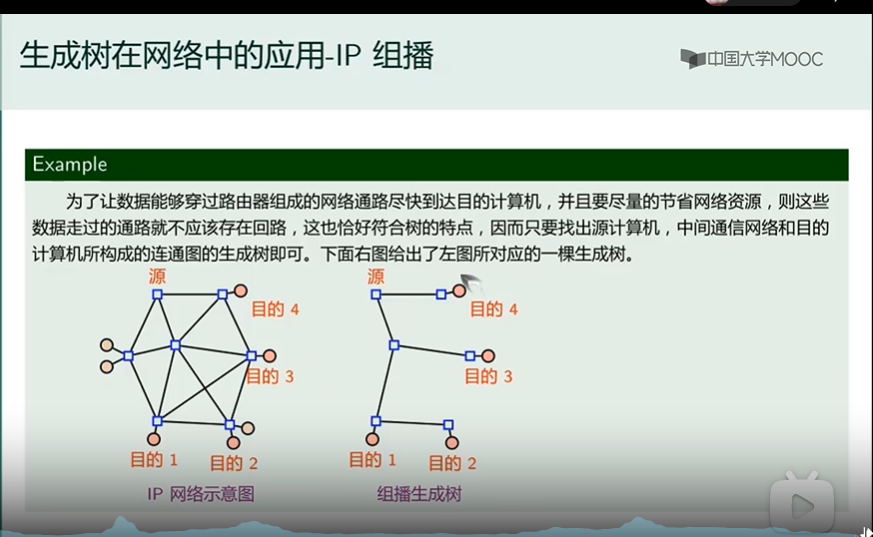 生成树在网络中的应用-IP 组播
中国大学MOOC
Example
为了让数据能够穿过路由器组成的网络通路尽快到达目的计算机，并且要尽量的节省网络资源，则这些
数据走过的通路就不应该存在回路，这也恰好符合树的特点，因而只要找出源计算机，中间通信网络和目的
计算机所构成的连通图的生成树即可。下面右图给出了左图所对应的一棵生成树。
源
目的 4
目的 3
目的 1
目的 2
IP 网络示意图
源
目的 4
目的 3
目的 1
目的 2
组播生成树